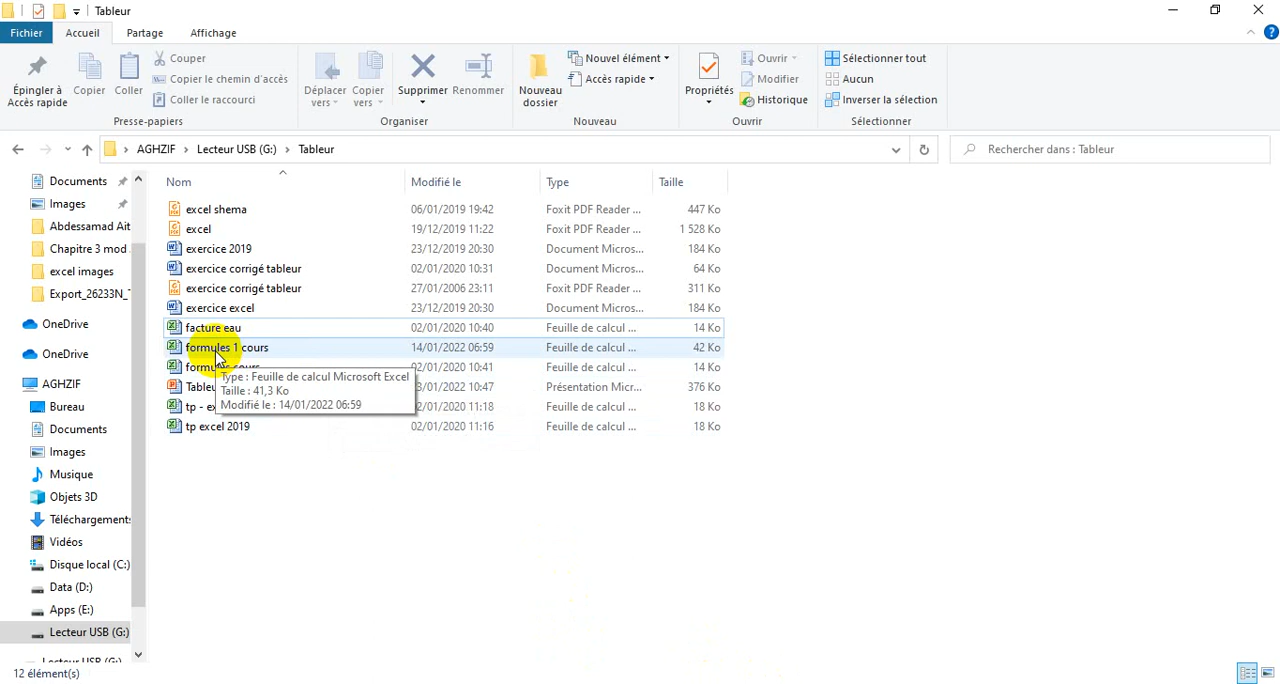 Tableur
Fichier Accueil Partage Affichage
Épingler à Accès rapide
Copier
Coller
Couper
Copier le chemin d'accès
Coller le raccourci
Presse-papiers
Déplacer vers
Copier vers
Supprimer
Renommer
Organiser
Nouveau dossier
Nouvel élément
Accès rapide
Nouveau
Propriétés
Ouvrir
Modifier
Historique
Ouvrir
Sélectionner tout
Aucun
Inverser la sélection
Sélectionner
AGHZIF > Lecteur USB (G:) > Tableur
Rechercher dans : Tableur
Documents
Images
Abdessamad Ait
Chapitre 3 mod
excel images
Export_26233N_T
OneDrive
OneDrive
AGHZIF
Bureau
Documents
Images
Musique
Objets 3D
Téléchargements
Vidéos
Disque local (C:)
Data (D:)
Apps (E:)
Lecteur USB (G:)
Lecteur USB (G:)
Nom Modifié le Type Taille
excel shema 06/01/2019 19:42 Foxit PDF Reader ... 447 Ko
excel 19/12/2019 11:22 Foxit PDF Reader ... 1 528 Ko
exercice 2019 23/12/2019 20:30 Document Micros... 184 Ko
exercice corrigé tableur 02/01/2020 10:31 Document Micros... 64 Ko
exercice corrigé tableur 27/01/2006 23:11 Foxit PDF Reader ... 311 Ko
exercice excel 23/12/2019 20:30 Document Micros... 184 Ko
facture eau 02/01/2020 10:40 Feuille de calcul ... 14 Ko
formules 1 cours 14/01/2022 06:59 Feuille de calcul ... 42 Ko
formules cours 02/01/2020 10:41 Feuille de calcul ... 14 Ko
Tableu 10:47 Présentation Micr... 376 Ko
tp - ex 02/01/2020 11:18 Feuille de calcul ... 18 Ko
tp excel 2019 02/01/2020 11:16 Feuille de calcul ... 18 Ko
Type : Feuille de calcul Microsoft Excel
Taille : 41,3 Ko
Modifié le : 14/01/2022 06:59
12 élément(s)